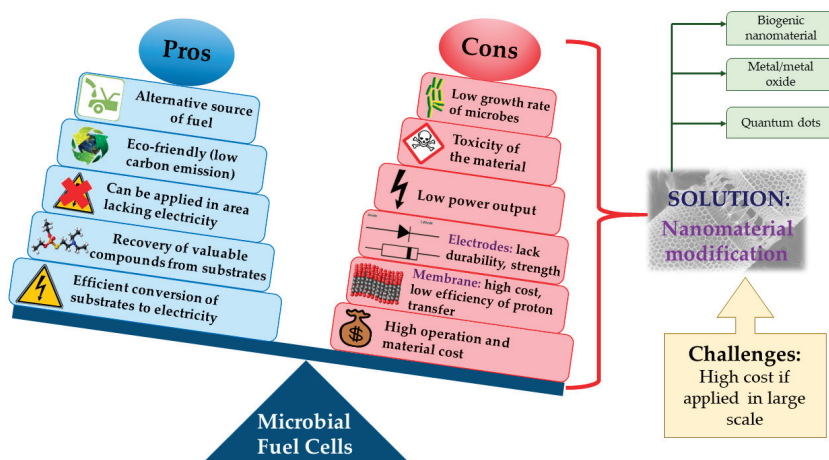 Pros
Alternative source
of fuel
Eco-friendly (low
carbon emission)
Can be applied in area
lacking electricity
Recovery of valuable
compounds from substrates
Efficient conversion of
substrates to electricity
Cons
Low growth rate
of microbes
Toxicity of
the material
Low power output
Electrodes: lack
durability, strength
Membrane: high cost,
low efficiency of proton
transfer
$
High operation and
material cost
Microbial
Fuel Cells
Biogenic
nanomaterial
Metal/metal
oxide
Quantum dots
SOLUTION:
Nanomaterial
modification
Challenges:
High cost if
applied in large
scale